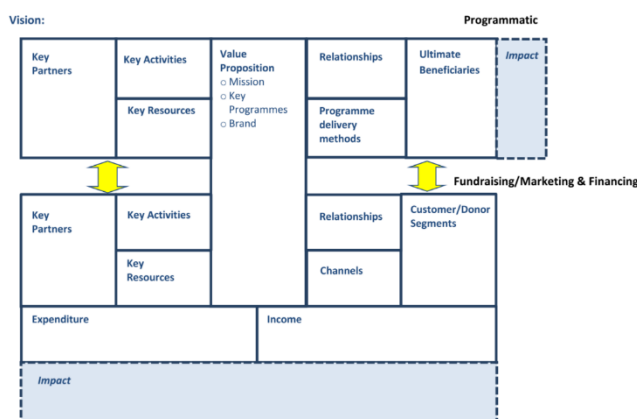 Vision:
Programmatic
Key
Partners
Key Activities
Key Resources
Value
Proposition
o Mission
o Key
Programmes
o Brand
Relationships
Programme
delivery
methods
Ultimate
Beneficiaries
Impact
Fundraising/Marketing & Financing
Key
Partners
Key Activities
Key
Resources
Relationships
Channels
Customer/Donor
Segments
Expenditure
Income
Impact